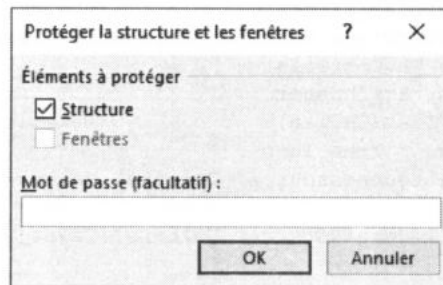 Protéger la structure et les fenêtres ? ×
Éléments à protéger
Structure
Fenêtres
Mot de passe (facultatif) :
OK Annuler